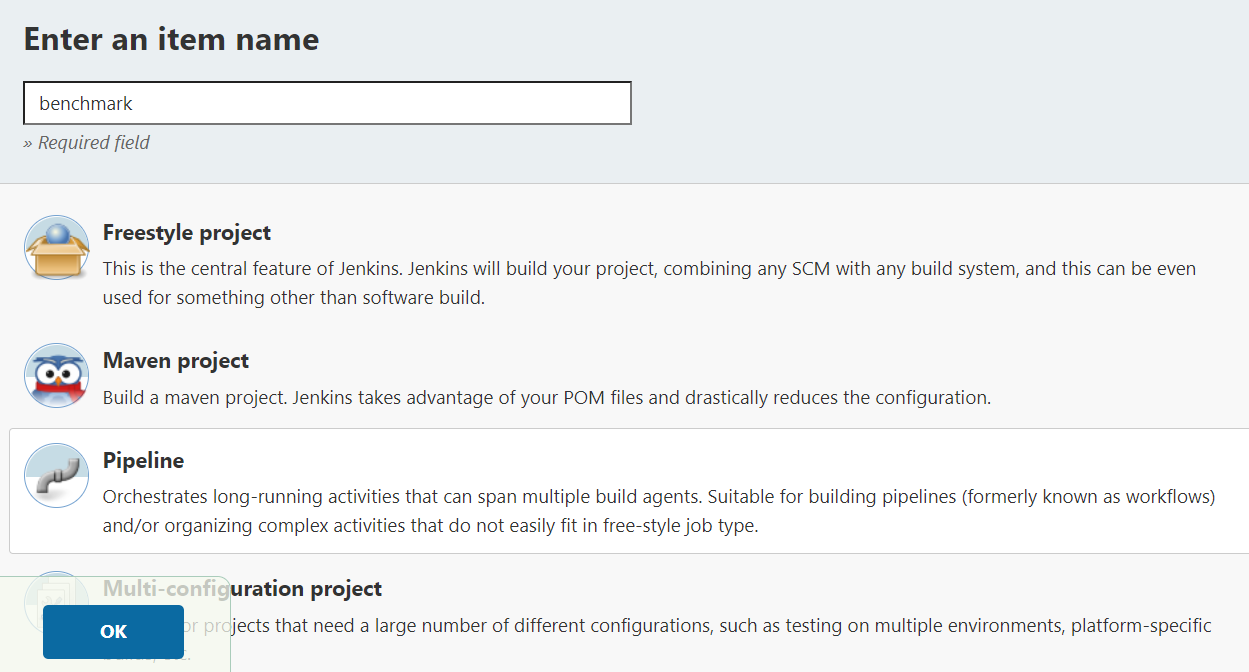 Enter an item name
benchmark
» Required field
Freestyle project
This is the central feature of Jenkins. Jenkins will build your project, combining any SCM with any build system, and this can be even
used for something other than software build.
Maven project
Build a maven project. Jenkins takes advantage of your POM files and drastically reduces the configuration.
Pipeline
Orchestrates long-running activities that can span multiple build agents. Suitable for building pipelines (formerly known as workflows)
and/or organizing complex activities that do not easily fit in free-style job type.
Multi-configuration project
or projects that need a large number of different configurations, such as testing on multiple environments, platform-specific
OK